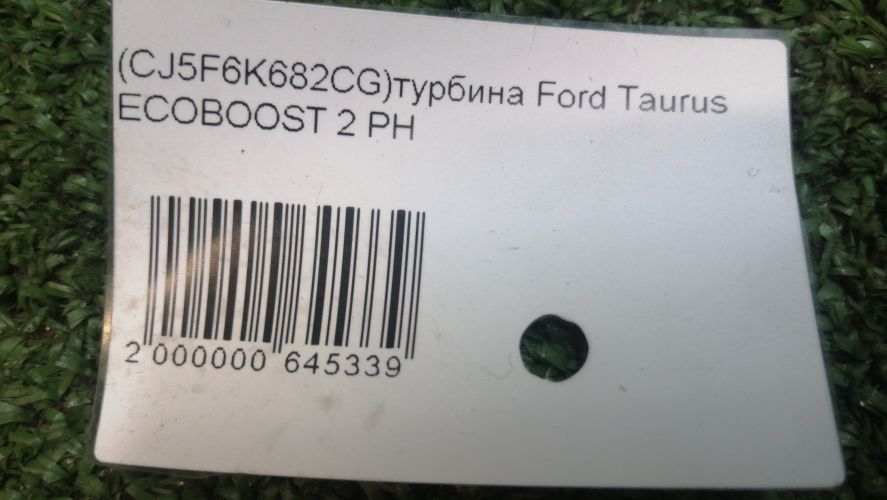 (CJ5F6K682CG)турбина Ford Taurus
ECOBOOST 2 PH
2 000000 645339